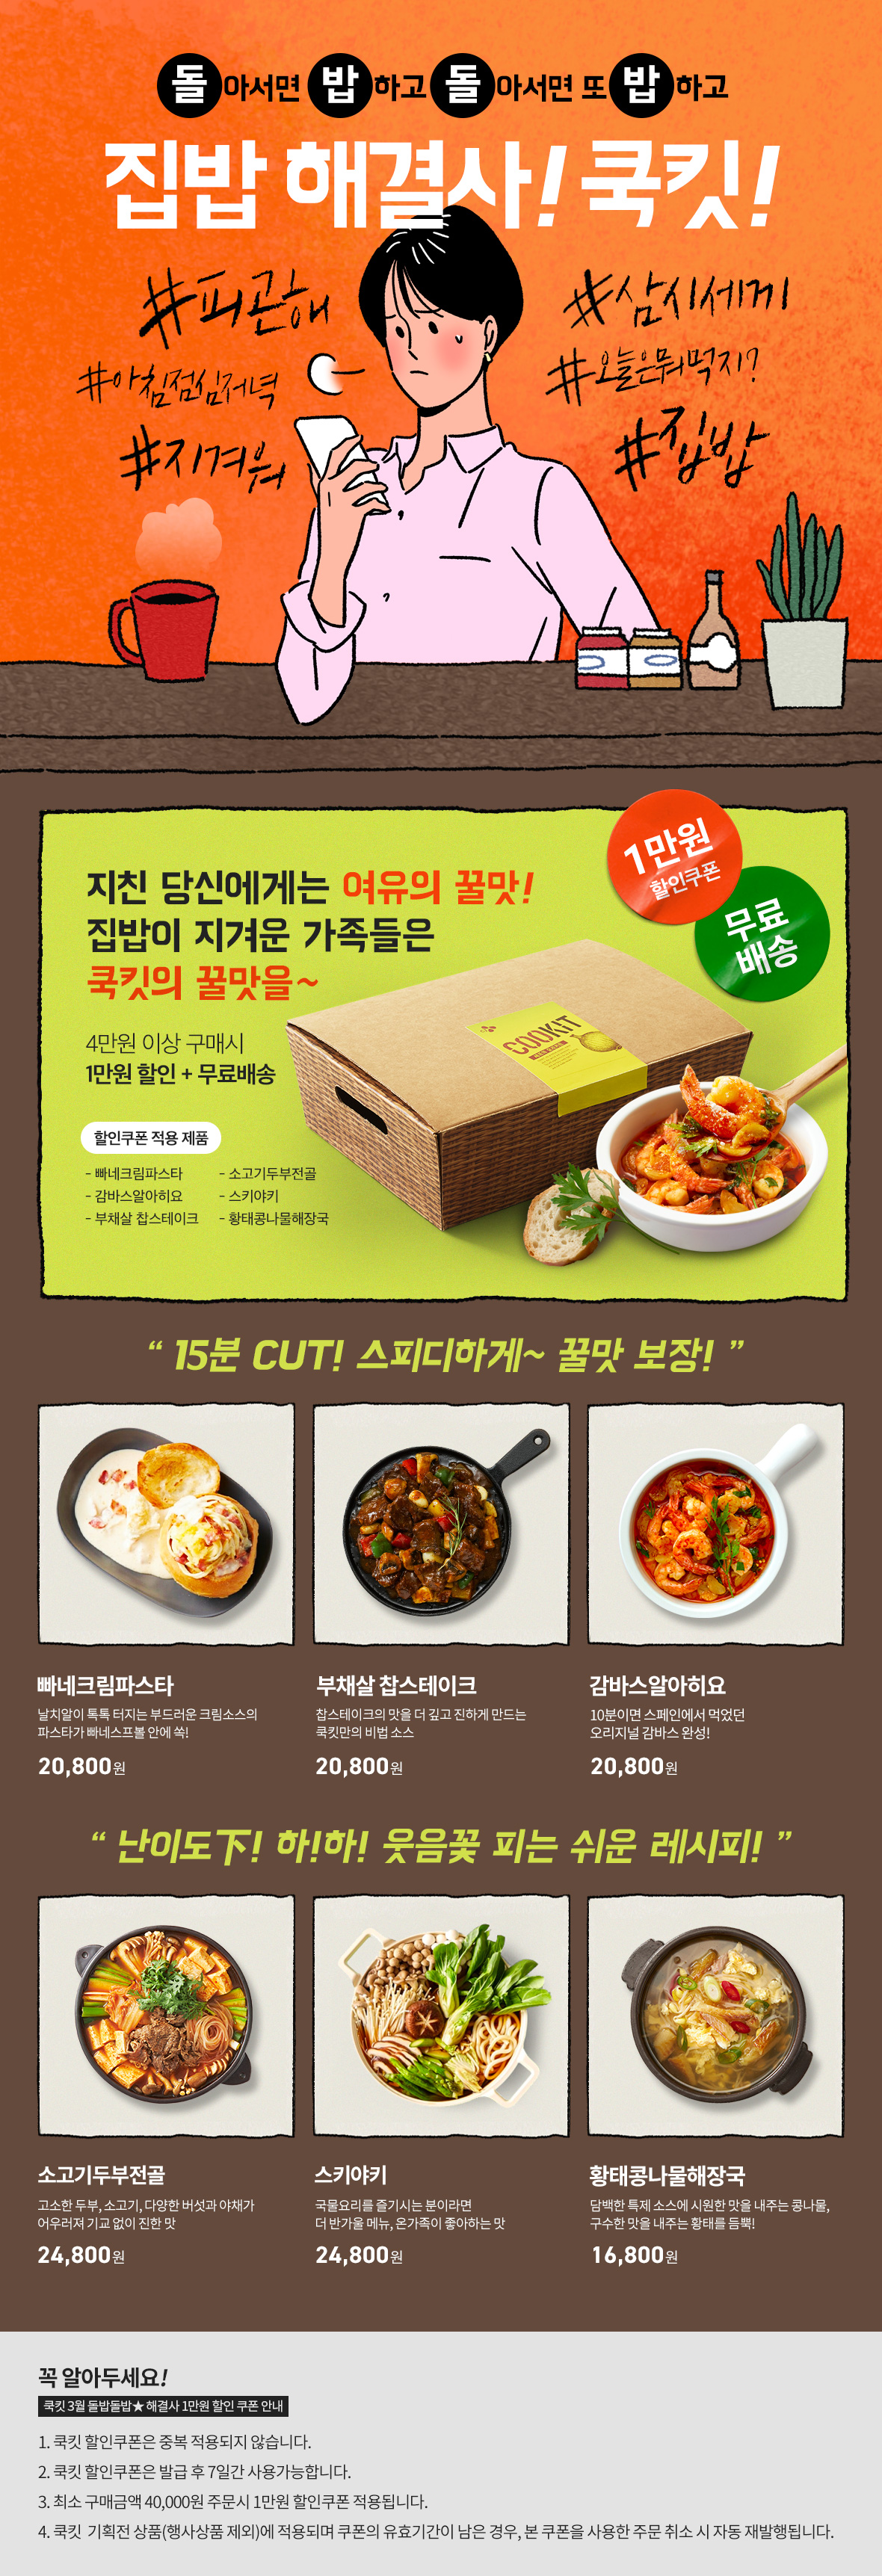 돌아서면 밥하고 돌아서면 또 밥하고
집밥 해결사! 쿡킷!
#피곤해
#삼시세끼
#아침점심저녁
#오늘은뭐먹지?
#지겨워
#집밥
1만원
할인쿠폰
무료
배송
지친 당신에게는 여유의 꿀맛!
집밥이 지겨운 가족들은
쿡킷의 꿀맛을~
4만원 이상 구매시
1만원 할인 + 무료배송
COOKIT
할인쿠폰 적용 제품
- 빠네크림파스타 - 소고기두부전골
- 감바스알아히요 - 스키야키
- 부채살 찹스테이크 - 황태콩나물해장국
“ 15분 CUT! 스피디하게~ 꿀맛 보장! ”
빠네크림파스타
날치알이 톡톡 터지는 부드러운 크림소스의
파스타가 빠네스프볼 안에 쏙!
20,800원
부채살 찹스테이크
찹스테이크의 맛을 더 깊고 진하게 만드는
쿡킷만의 비법 소스
20,800원
감바스알아히요
10분이면 스페인에서 먹었던
오리지널 감바스 완성!
20,800원
“ 난이도下! 하!하! 웃음꽃 피는 쉬운 레시피! ”
소고기두부전골
고소한 두부, 소고기, 다양한 버섯과 야채가
어우러져 기교 없이 진한 맛
24,800원
스키야키
국물요리를 즐기시는 분이라면
더 반가울 메뉴, 온가족이 좋아하는 맛
24,800원
황태콩나물해장국
담백한 특제 소스에 시원한 맛을 내주는 콩나물,
구수한 맛을 내주는 황태를 듬뿍!
16,800원
꼭 알아두세요!
쿡킷 3월 돌밥돌밥★해결사 1만원 할인 쿠폰 안내
1. 쿡킷 할인쿠폰은 중복 적용되지 않습니다.
2. 쿡킷 할인쿠폰은 발급 후 7일간 사용가능합니다.
3. 최소 구매금액 40,000원 주문시 1만원 할인쿠폰 적용됩니다.
4. 쿡킷 기획전 상품(행사상품 제외)에 적용되며 쿠폰의 유효기간이 남은 경우, 본 쿠폰을 사용한 주문 취소 시 자동 재발행됩니다.